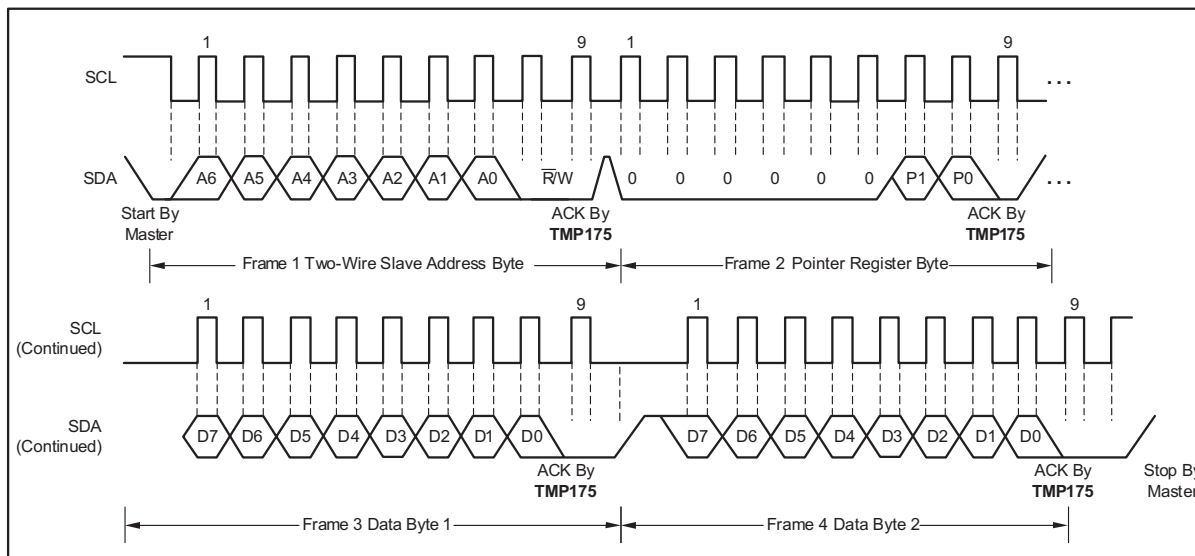 1 9 1 9
SCL ...
SDA A6 A5 A4 A3 A2 A1 A0 R̅/W 0 0 0 0 0 0 P1 P0 ...
Start By
Master
ACK By
TMP175
ACK By
TMP175
Frame 1 Two-Wire Slave Address Byte
Frame 2 Pointer Register Byte
1 9 1 9
SCL
(Continued)
SDA
(Continued)
D7 D6 D5 D4 D3 D2 D1 D0 D7 D6 D5 D4 D3 D2 D1 D0
ACK By
TMP175
ACK By
TMP175
Stop By
Master
Frame 3 Data Byte 1
Frame 4 Data Byte 2